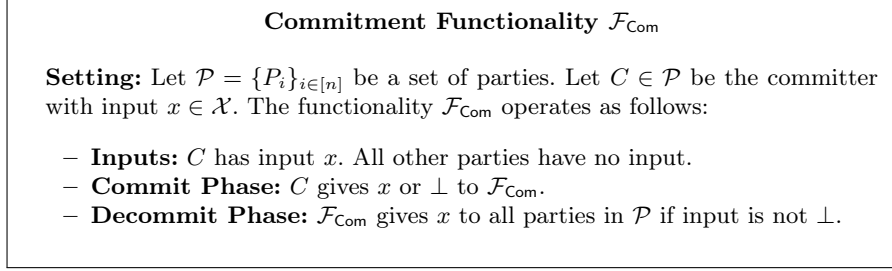 Commitment Functionality 𝓕_Com
Setting: Let 𝒫 = {P_i}_{i∈[n]} be a set of parties. Let C ∈ 𝒫 be the committer
with input x ∈ 𝒳. The functionality 𝓕_Com operates as follows:
– Inputs: C has input x. All other parties have no input.
– Commit Phase: C gives x or ⊥ to 𝓕_Com.
– Decommit Phase: 𝓕_Com gives x to all parties in 𝒫 if input is not ⊥.